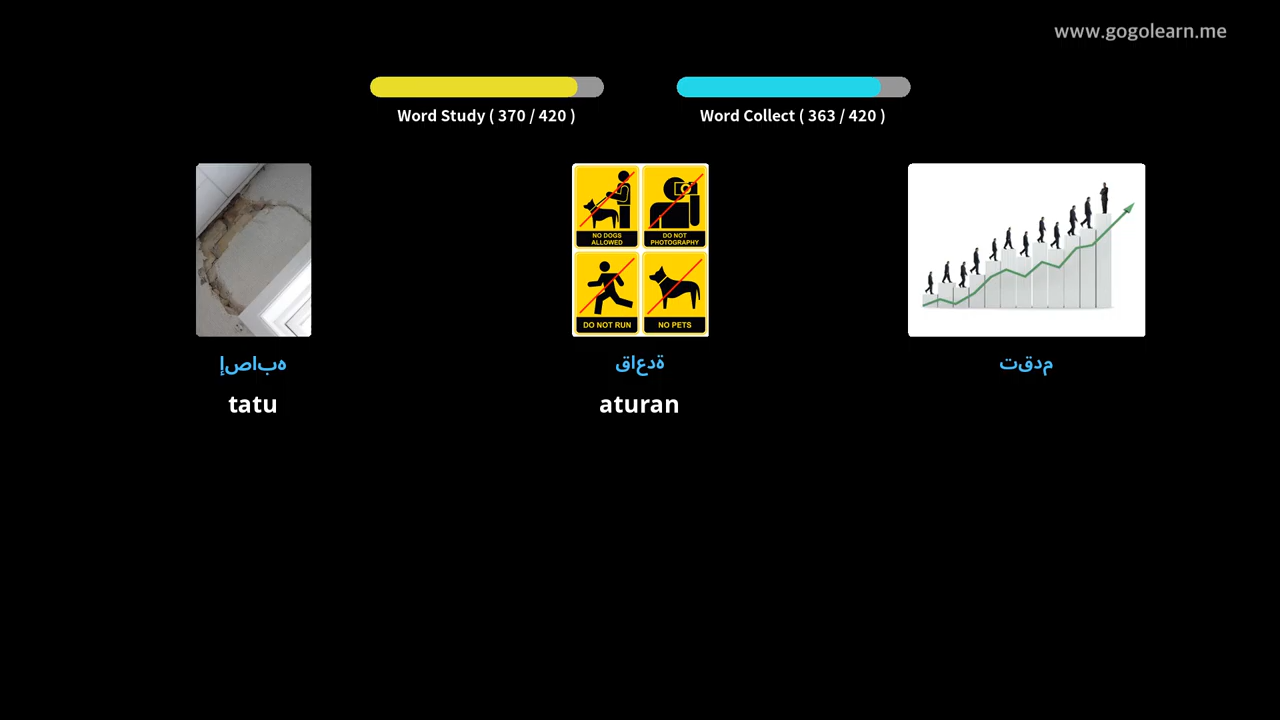 www.gogolearn.me
Word Study ( 370 / 420 )
Word Collect ( 363 / 420 )
NO DOGS ALLOWED
DO NOT PHOTOGRAPHY
DO NOT RUN
NO PETS
هباصإ
ةدعاق
مدقت
tatu
aturan